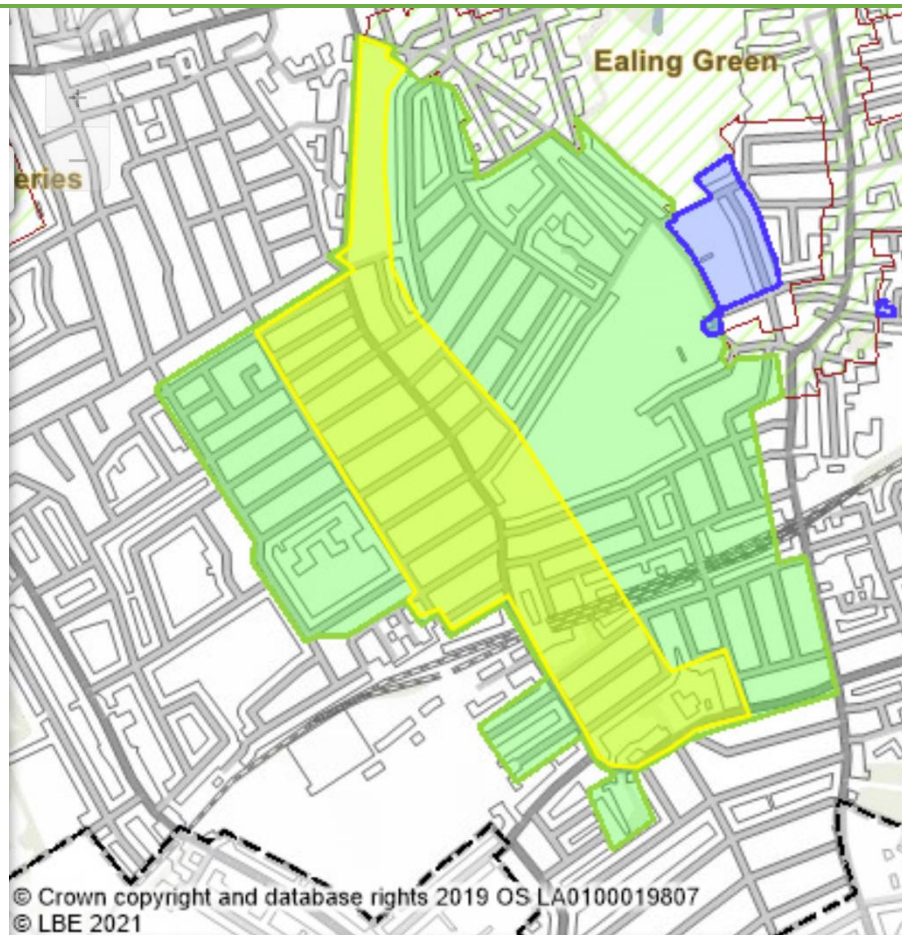 Ealing Green
eries
© Crown copyright and database rights 2019 OS LA0100019807
© LBE 2021